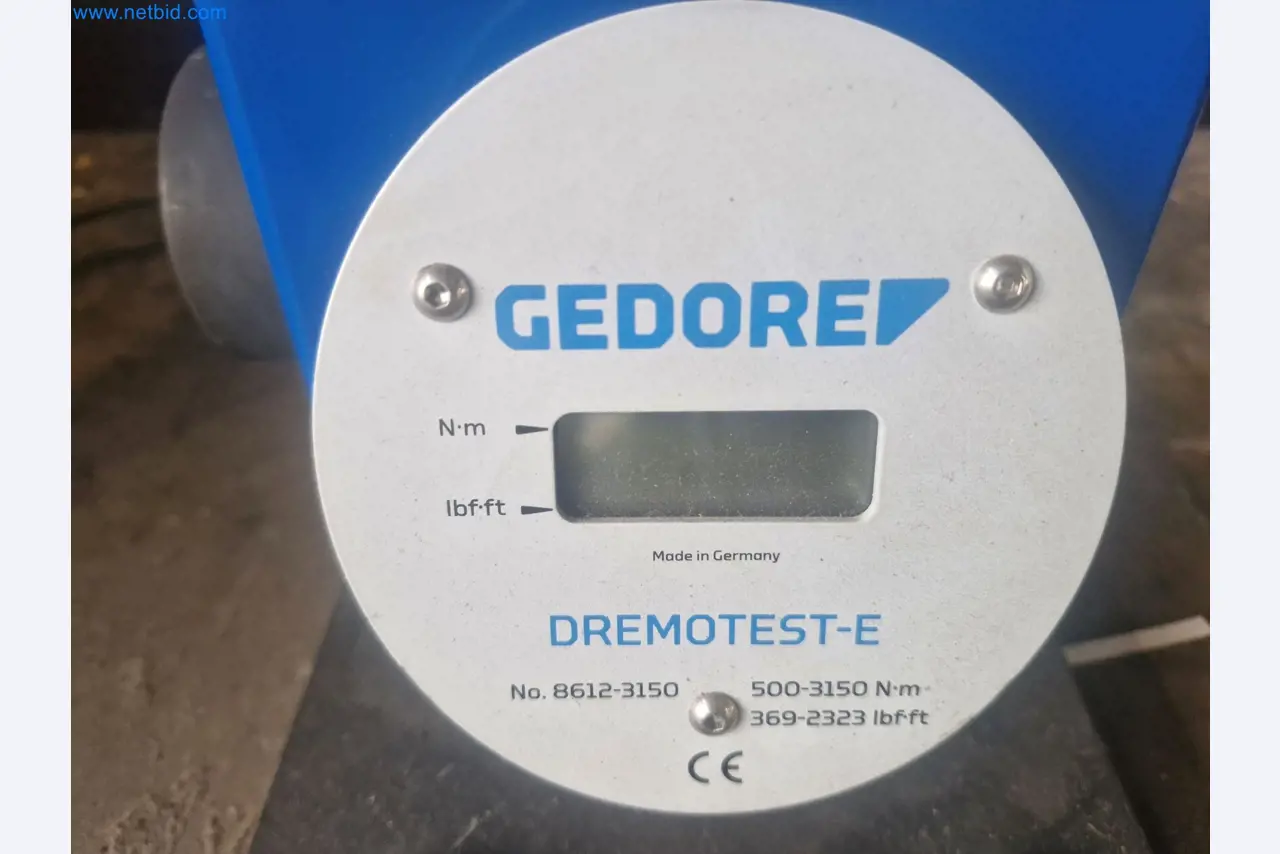 www.netbid.com
GEDORE
N·m
lbf·ft
Made in Germany
DREMOTEST-E
No. 8612-3150
500-3150 N·m
369-2323 lbf·ft
CE